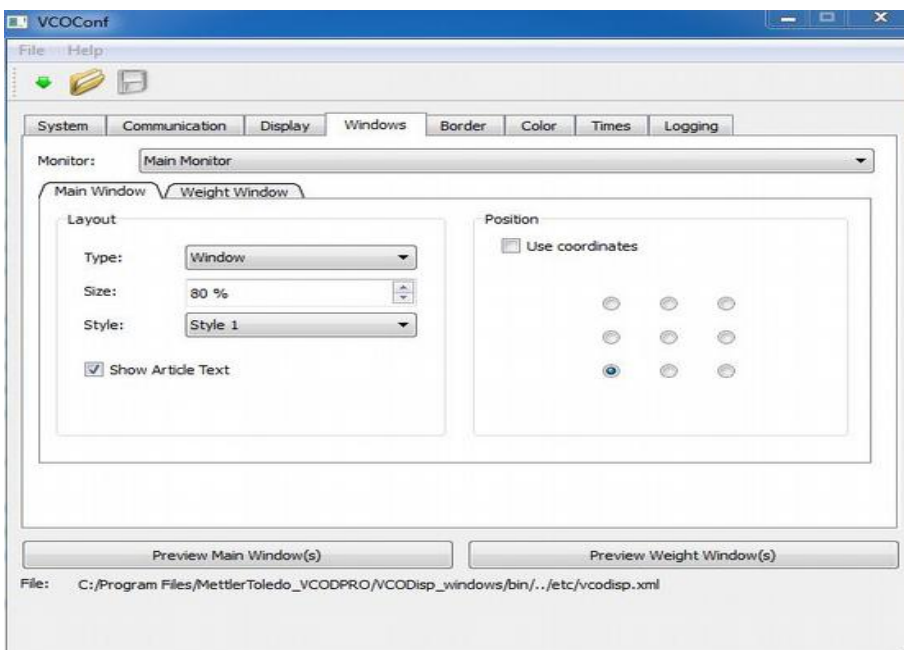 VCOConf
File Help
System Communication Display Windows Border Color Times Logging
Monitor: Main Monitor
Main Window Weight Window
Layout
Type: Window
Size: 80 %
Style: Style 1
Show Article Text
Position
Use coordinates
Preview Main Window(s) Preview Weight Window(s)
File: C:/Program Files/MettlerToledo_VCODPRO/VCODisp_windows/bin/../etc/vcodisp.xml